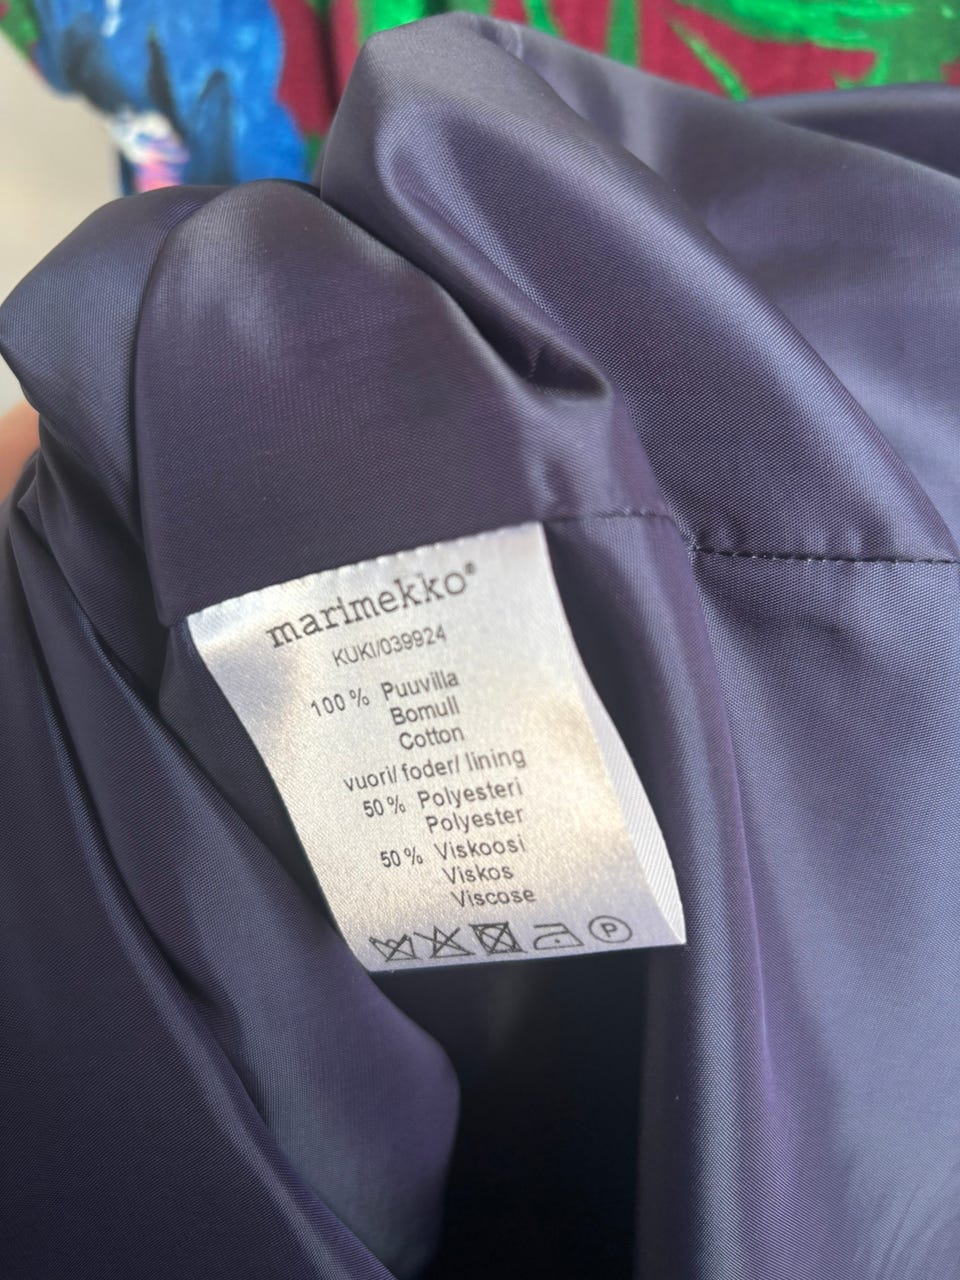 marimekko®
KUKI/039924
100 % Puuvilla
Bomull
Cotton
vuori/ foder/ lining
50 % Polyesteri
Polyester
50 % Viskoosi
Viskos
Viscose
P